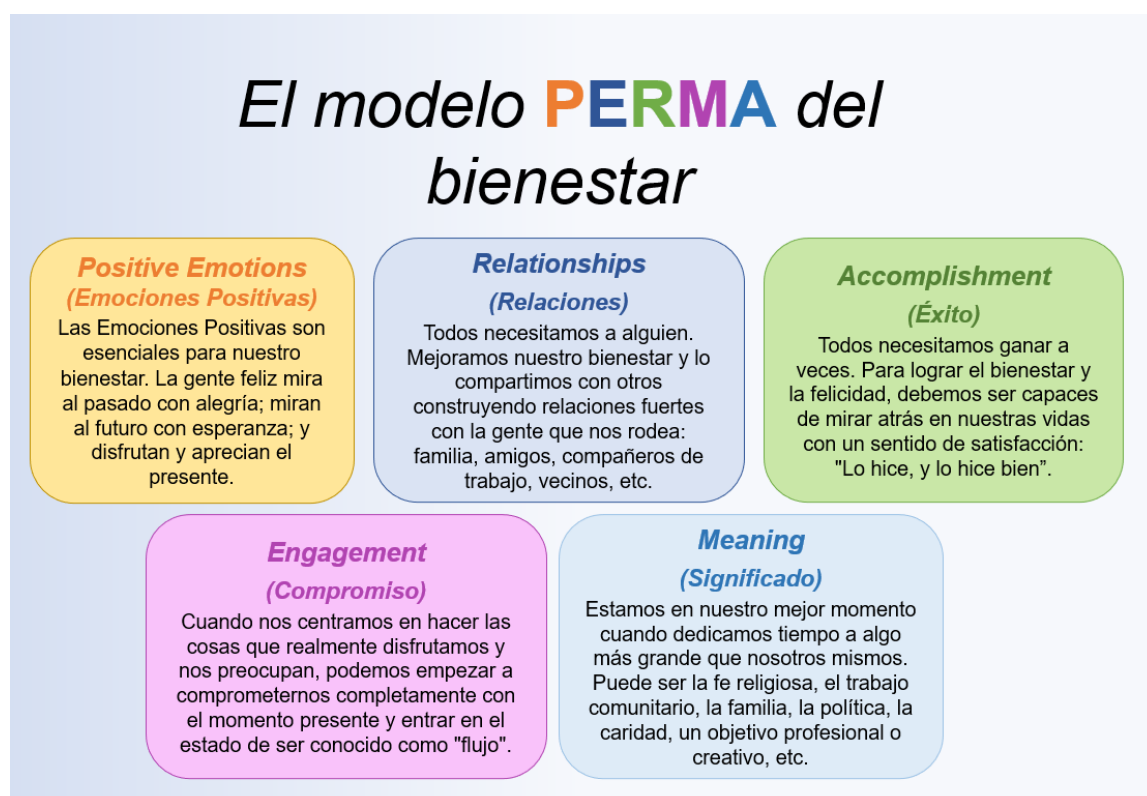 El modelo PERMA del
bienestar
Positive Emotions
(Emociones Positivas)
Las Emociones Positivas son
esenciales para nuestro
bienestar. La gente feliz mira
al pasado con alegría; miran
al futuro con esperanza; y
disfrutan y aprecian el
presente.
Relationships
(Relaciones)
Todos necesitamos a alguien.
Mejoramos nuestro bienestar y lo
compartimos con otros
construyendo relaciones fuertes
con la gente que nos rodea:
familia, amigos, compañeros de
trabajo, vecinos, etc.
Accomplishment
(Éxito)
Todos necesitamos ganar a
veces. Para lograr el bienestar y
la felicidad, debemos ser capaces
de mirar atrás en nuestras vidas
con un sentido de satisfacción:
"Lo hice, y lo hice bien”.
Engagement
(Compromiso)
Cuando nos centramos en hacer las
cosas que realmente disfrutamos y
nos preocupan, podemos empezar a
comprometernos completamente con
el momento presente y entrar en el
estado de ser conocido como "flujo".
Meaning
(Significado)
Estamos en nuestro mejor momento
cuando dedicamos tiempo a algo
más grande que nosotros mismos.
Puede ser la fe religiosa, el trabajo
comunitario, la familia, la política, la
caridad, un objetivo profesional o
creativo, etc.